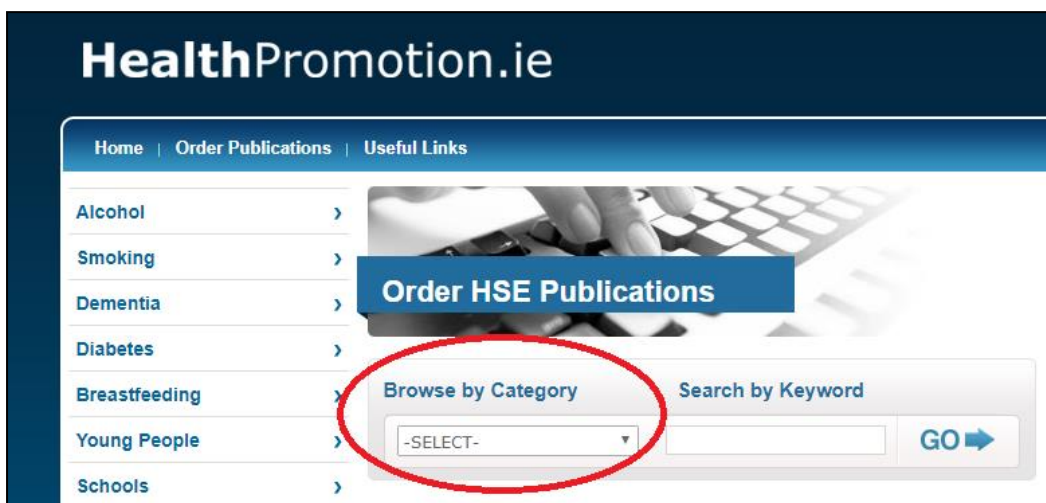 HealthPromotion.ie
Home | Order Publications | Useful Links
Alcohol
Smoking
Dementia
Diabetes
Breastfeeding
Young People
Schools
Order HSE Publications
Browse by Category
Search by Keyword
-SELECT-
GO